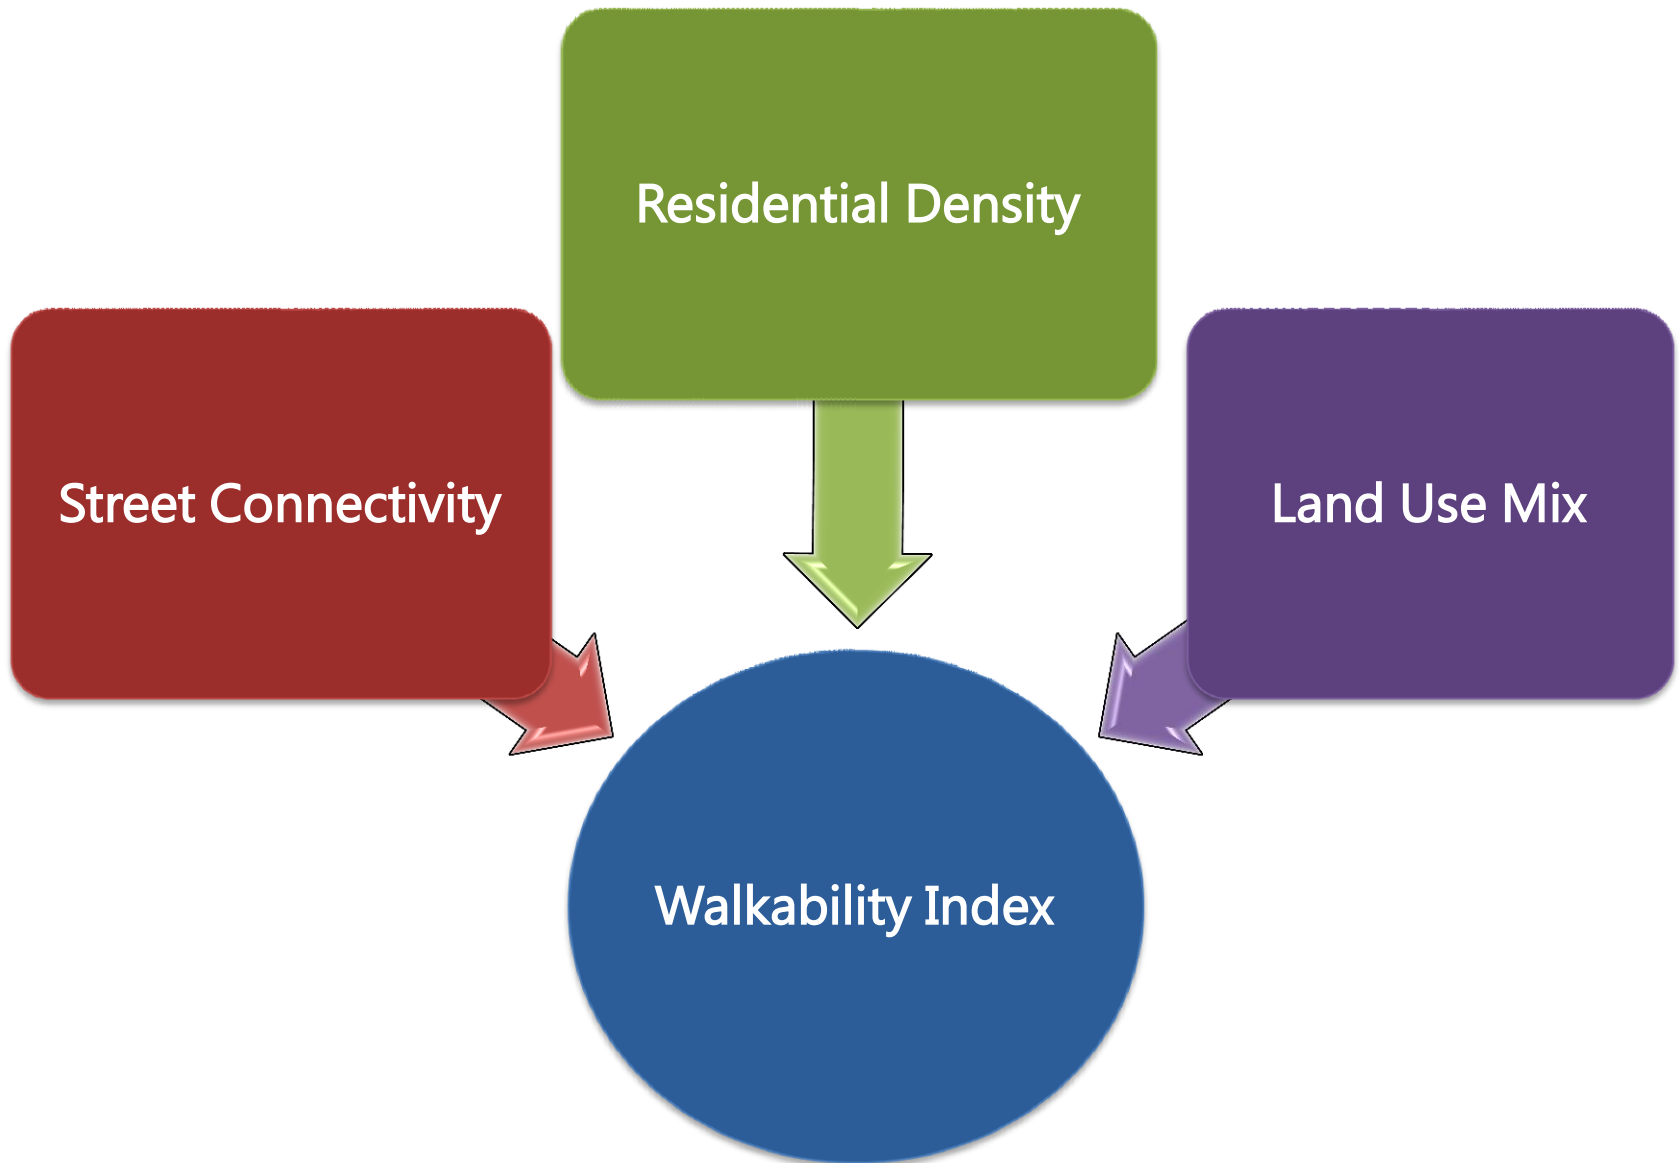 Residential Density
Street Connectivity
Land Use Mix
Walkability Index